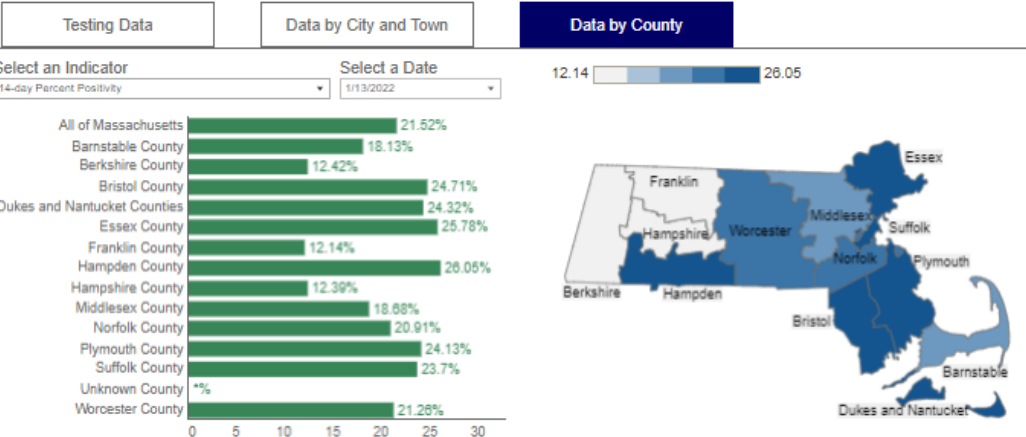 Testing Data
Data by City and Town
Data by County
Select an Indicator
Select a Date
12.14
26.05
14-day Percent Positivity
1/13/2022
All of Massachusetts 21.52%
Barnstable County 18.13%
Berkshire County 12.42%
Bristol County 24.71%
Dukes and Nantucket Counties 24.32%
Essex County 25.78%
Franklin County 12.14%
Hampden County 26.05%
Hampshire County 12.39%
Middlesex County 18.68%
Norfolk County 20.91%
Plymouth County 24.13%
Suffolk County 23.7%
Unknown County *%
Worcester County 21.26%
0 5 10 15 20 25 30
Essex
Franklin
Middlesex
Suffolk
Hampshire
Worcester
Norfolk
Plymouth
Berkshire
Hampden
Bristol
Barnstable
Dukes and Nantucket